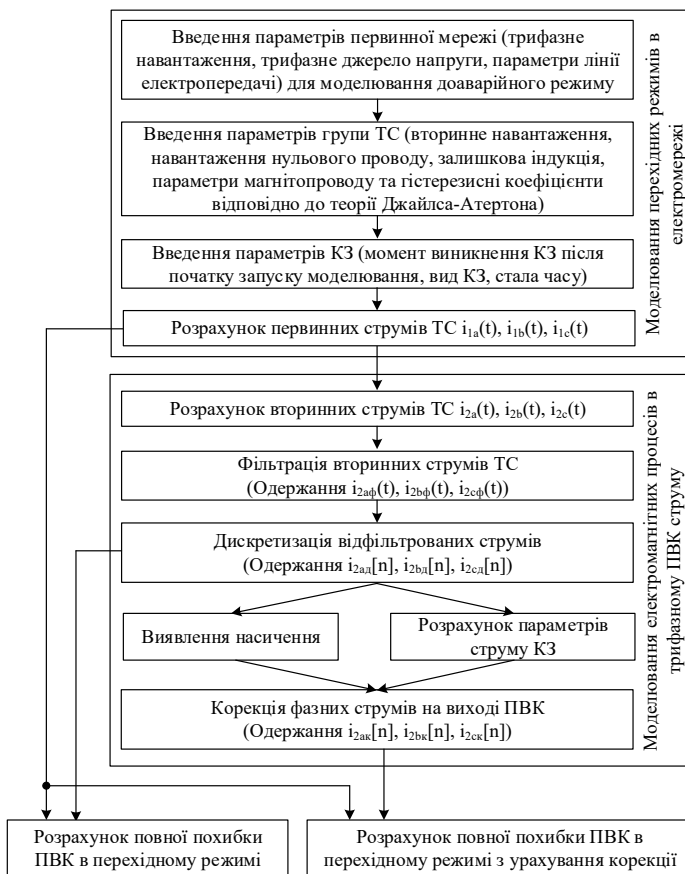 Введення параметрів первинної мережі (трифазне
навантаження, трифазне джерело напруги, параметри лінії
електропередачі) для моделювання доаварійного режиму
Введення параметрів групи ТС (вторинне навантаження,
навантаження нульового проводу, залишкова індукція,
параметри магнітопроводу та гістерезисні коефіцієнти
відповідно до теорії Джайлса-Атертона)
Введення параметрів КЗ (момент виникнення КЗ після
початку запуску моделювання, вид КЗ, стала часу)
Розрахунок первинних струмів ТС i₁ₐ(t), i₁b(t), i₁c(t)
Моделювання перехідних режимів в
електромережі
Розрахунок вторинних струмів ТС i₂ₐ(t), i₂b(t), i₂c(t)
Фільтрація вторинних струмів ТС
(Одержання i₂ₐф(t), i₂bф(t), i₂cф(t))
Дискретизація відфільтрованих струмів
(Одержання i₂ₐд[n], i₂bд[n], i₂cд[n])
Виявлення насичення
Розрахунок параметрів
струму КЗ
Корекція фазних струмів на виході ПВК
(Одержання i₂ₐк[n], i₂bк[n], i₂cк[n])
Моделювання електромагнітних процесів в
трифазному ПВК струму
Розрахунок повної похибки
ПВК в перехідному режимі
Розрахунок повної похибки ПВК в
перехідному режимі з урахування корекції